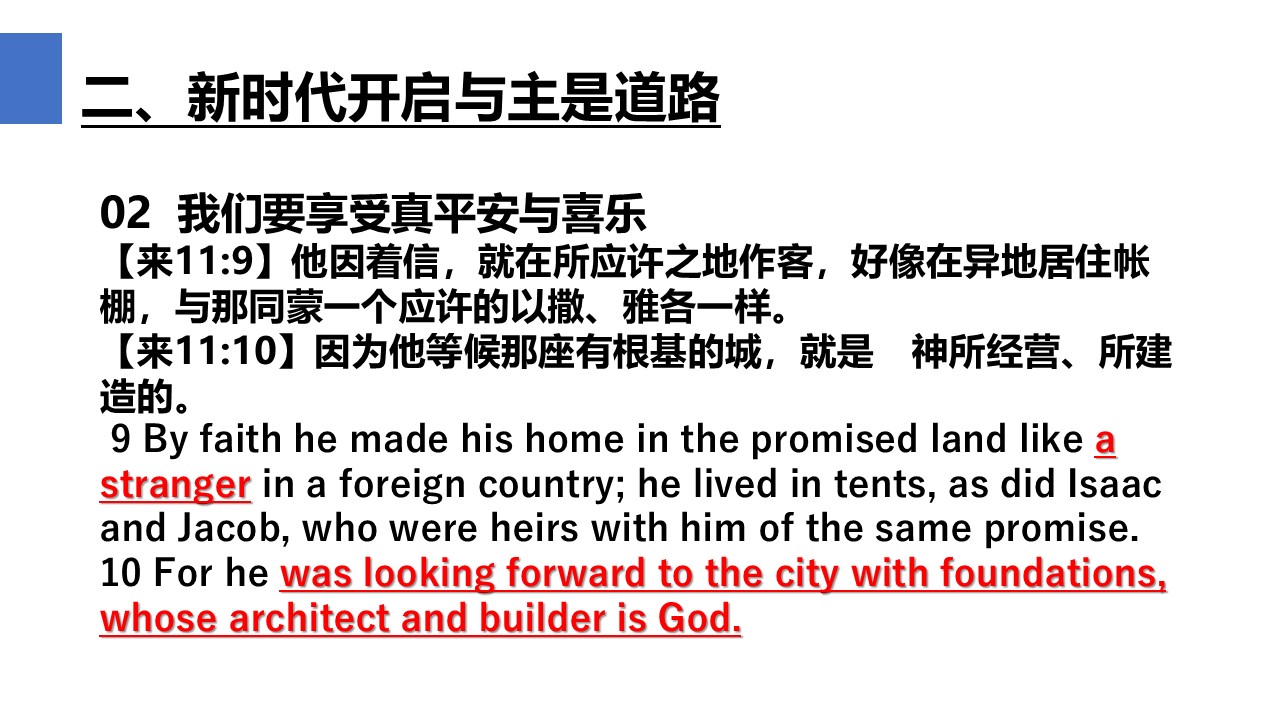 二、新时代开启与主是道路
02 我们要享受真平安与喜乐
【来11:9】他因着信，就在所应许之地作客，好像在异地居住帐
棚，与那同蒙一个应许的以撒、雅各一样。
【来11:10】因为他等候那座有根基的城，就是　神所经营、所建
造的。
9 By faith he made his home in the promised land like a
stranger in a foreign country; he lived in tents, as did Isaac
and Jacob, who were heirs with him of the same promise.
10 For he was looking forward to the city with foundations,
whose architect and builder is God.